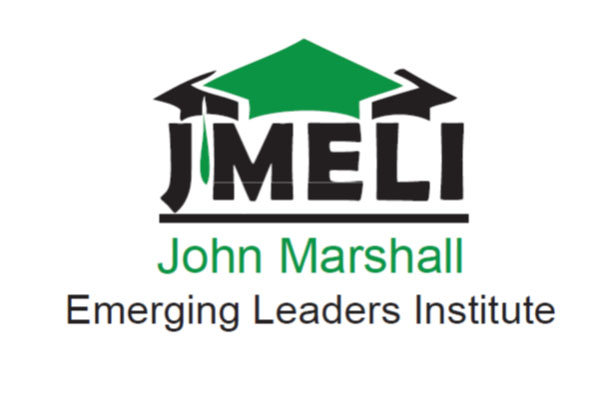 JMELI
John Marshall
Emerging Leaders Institute